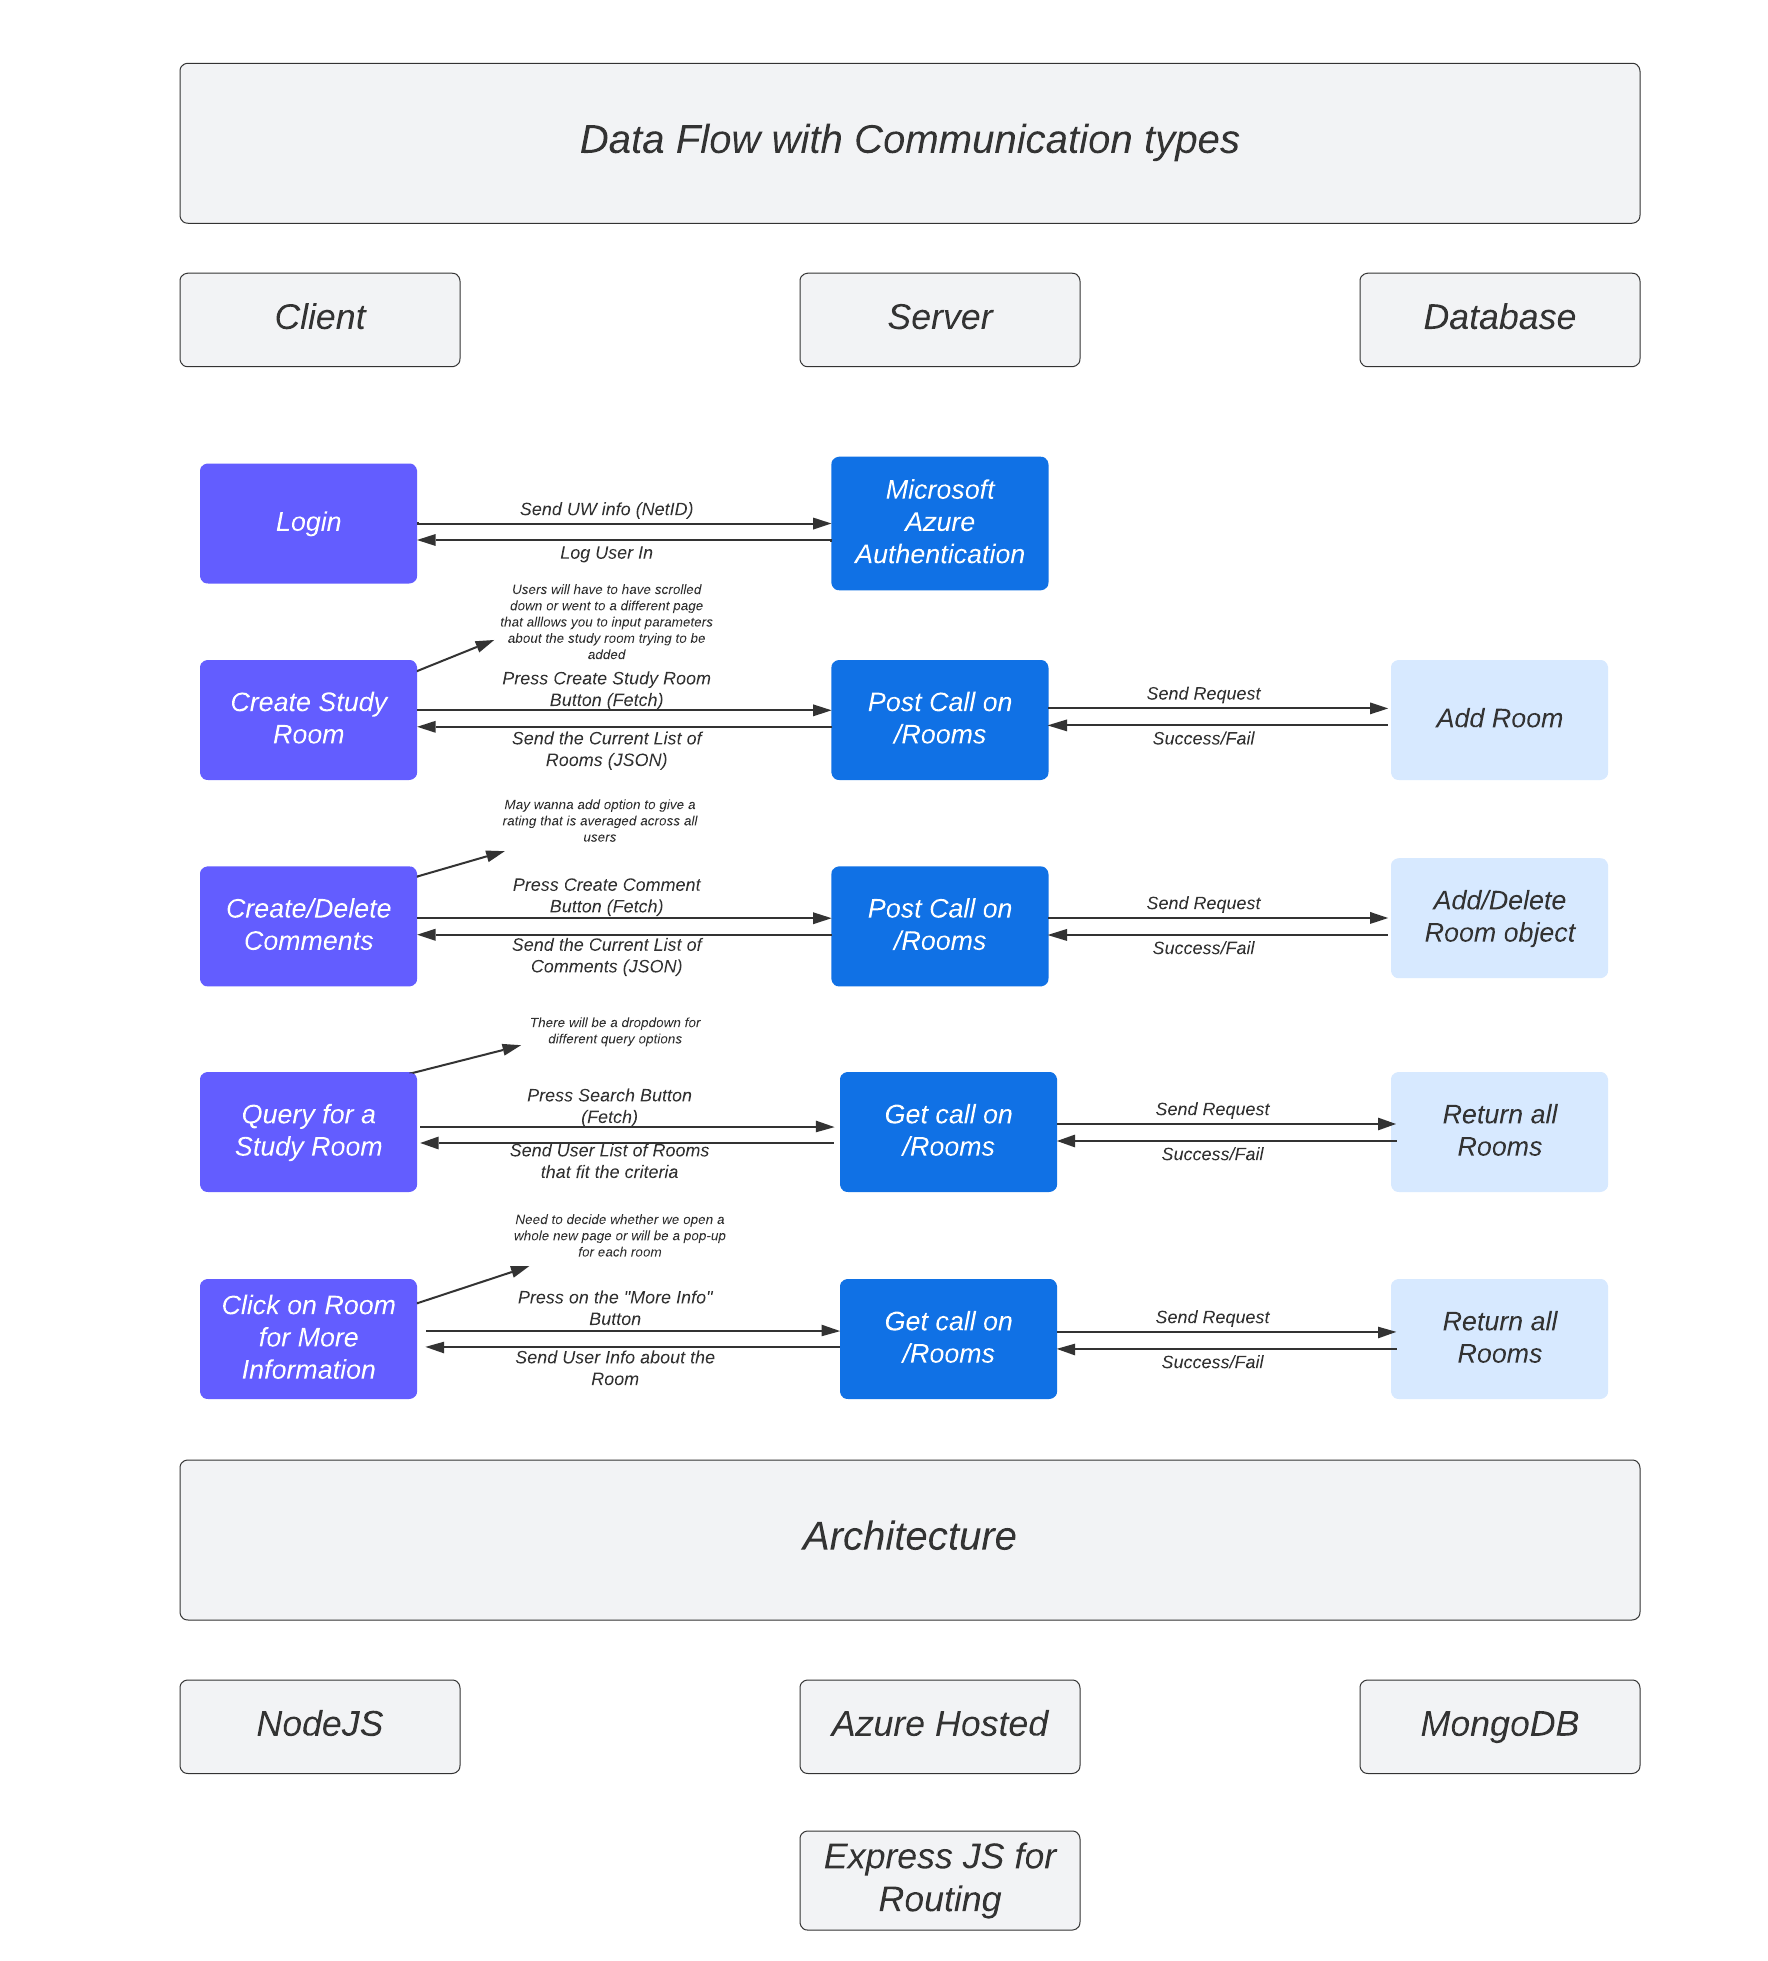 Data Flow with Communication types
Client
Server
Database
Login
Send UW info (NetID)
Log User In
Microsoft
Azure
Authentication
Users will have to have scrolled
down or went to a different page
that alllows you to input parameters
about the study room trying to be
added
Create Study
Room
Press Create Study Room
Button (Fetch)
Send the Current List of
Rooms (JSON)
Post Call on
/Rooms
Send Request
Success/Fail
Add Room
May wanna add option to give a
rating that is averaged across all
users
Create/Delete
Comments
Press Create Comment
Button (Fetch)
Send the Current List of
Comments (JSON)
Post Call on
/Rooms
Send Request
Success/Fail
Add/Delete
Room object
There will be a dropdown for
different query options
Query for a
Study Room
Press Search Button
(Fetch)
Send User List of Rooms
that fit the criteria
Get call on
/Rooms
Send Request
Success/Fail
Return all
Rooms
Need to decide whether we open a
whole new page or will be a pop-up
for each room
Click on Room
for More
Information
Press on the "More Info"
Button
Send User Info about the
Room
Get call on
/Rooms
Send Request
Success/Fail
Return all
Rooms
Architecture
NodeJS
Azure Hosted
MongoDB
Express JS for
Routing